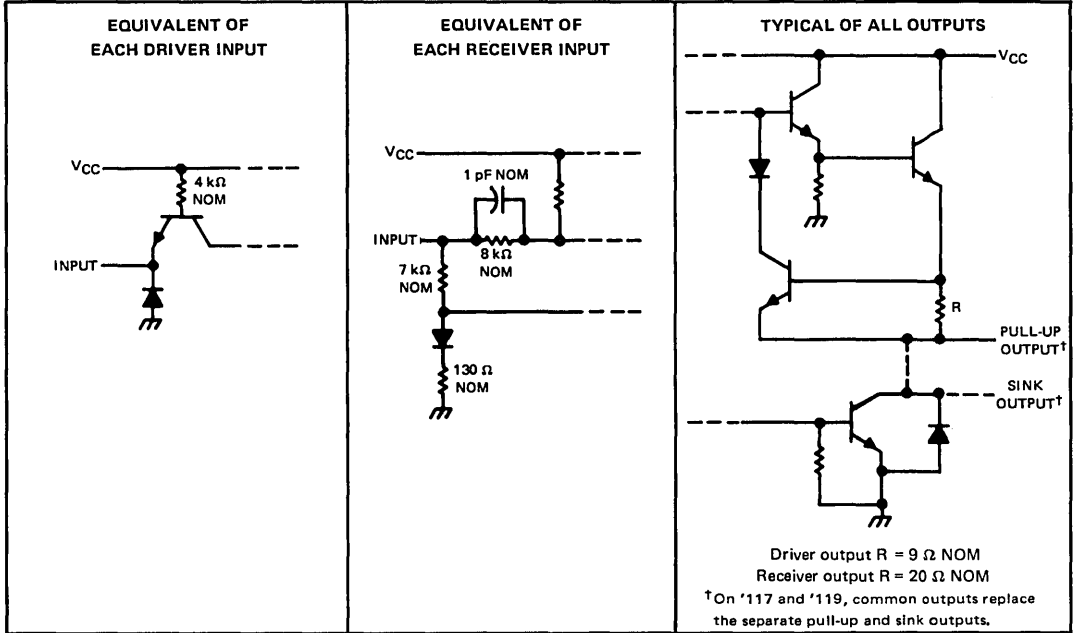 EQUIVALENT OF
EACH DRIVER INPUT
VCC
4 kΩ
NOM
INPUT
EQUIVALENT OF
EACH RECEIVER INPUT
VCC
1 pF NOM
INPUT
8 kΩ
NOM
7 kΩ
NOM
130 Ω
NOM
TYPICAL OF ALL OUTPUTS
VCC
R
PULL-UP
OUTPUT†
SINK
OUTPUT†
Driver output R = 9 Ω NOM
Receiver output R = 20 Ω NOM
†On '117 and '119, common outputs replace
the separate pull-up and sink outputs.